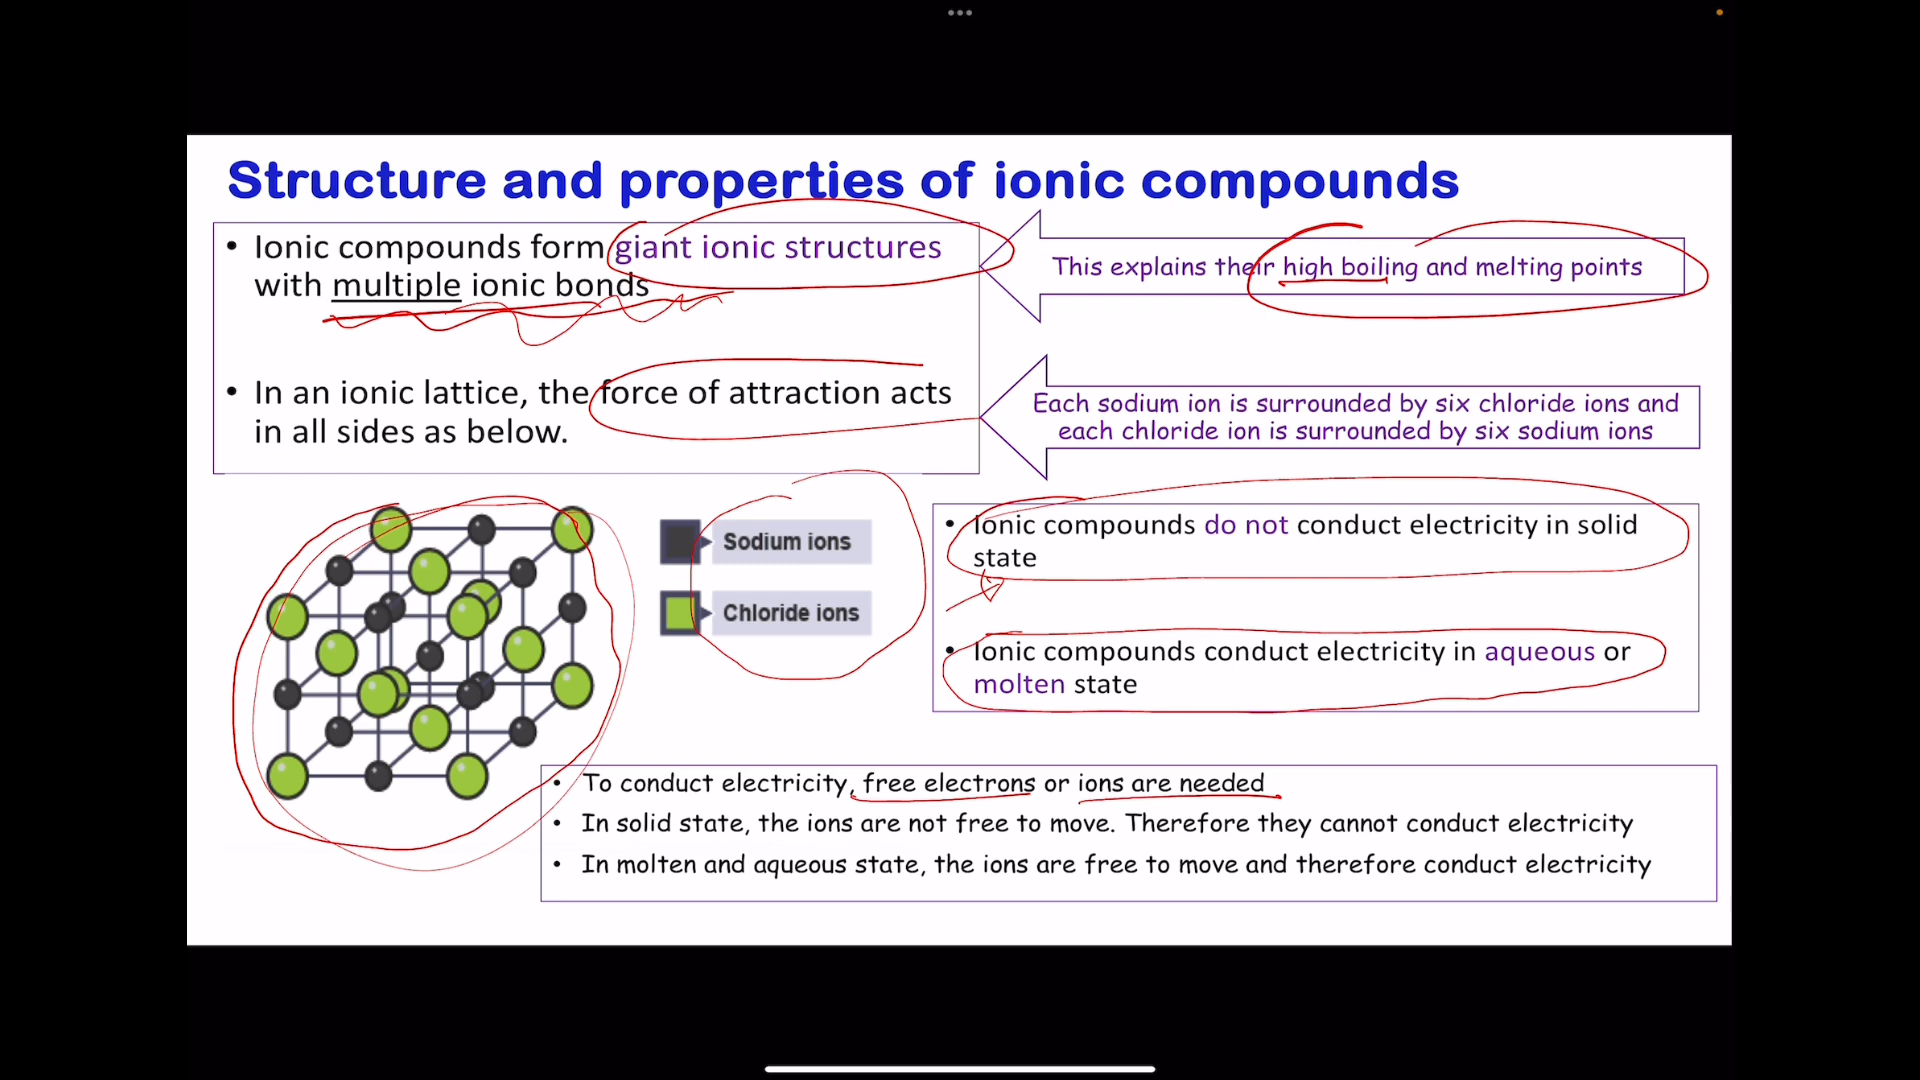 Structure and properties of ionic compounds
• Ionic compounds form giant ionic structures
with multiple ionic bonds
This explains their high boiling and melting points
• In an ionic lattice, the force of attraction acts
in all sides as below.
Each sodium ion is surrounded by six chloride ions and
each chloride ion is surrounded by six sodium ions
Sodium ions
Chloride ions
• Ionic compounds do not conduct electricity in solid
state
• Ionic compounds conduct electricity in aqueous or
molten state
• To conduct electricity, free electrons or ions are needed
• In solid state, the ions are not free to move. Therefore they cannot conduct electricity
• In molten and aqueous state, the ions are free to move and therefore conduct electricity